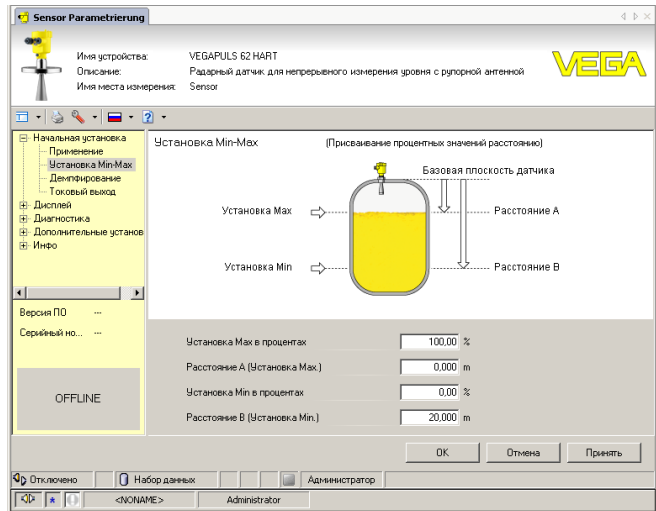 Sensor Parametrierung
Имя устройства: VEGAPULS 62 HART
Описание: Радарный датчик для непрерывного измерения уровня с рупорной антенной
Имя места измерения: Sensor
VEGA
Начальная установка
Применение
Установка Min-Max
Демпфирование
Токовый выход
Дисплей
Диагностика
Дополнительные установ
Инфо
Версия ПО ---
Серийный но... ---
OFFLINE
Установка Min-Max (Присваивание процентных значений расстоянию)
Базовая плоскость датчика
Установка Max
Расстояние A
Установка Min
Расстояние B
Установка Max в процентах 100,00 %
Расстояние A (Установка Max.) 0,000 m
Установка Min в процентах 0,00 %
Расстояние B (Установка Min.) 20,000 m
OK Отмена Принять
Отключено Набор данных Администратор
<NONAME> Administrator